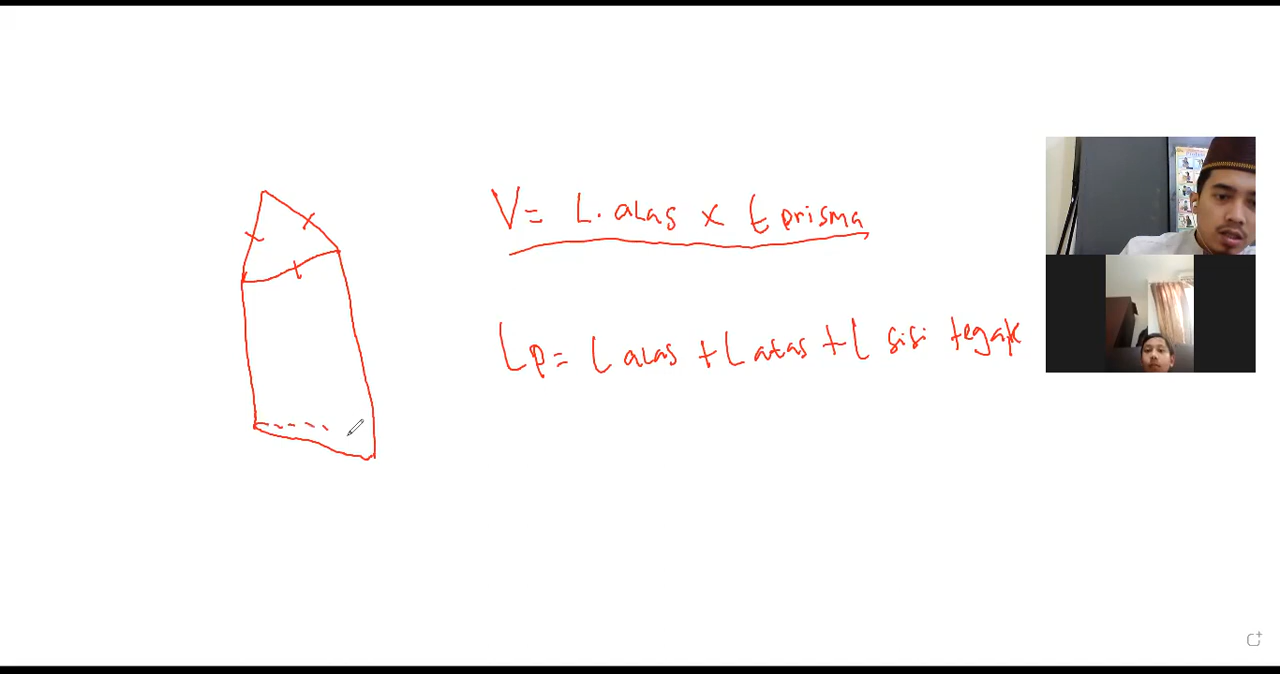 V = L. alas x t prisma
Lp = L alas + L atas + L sisi tegak